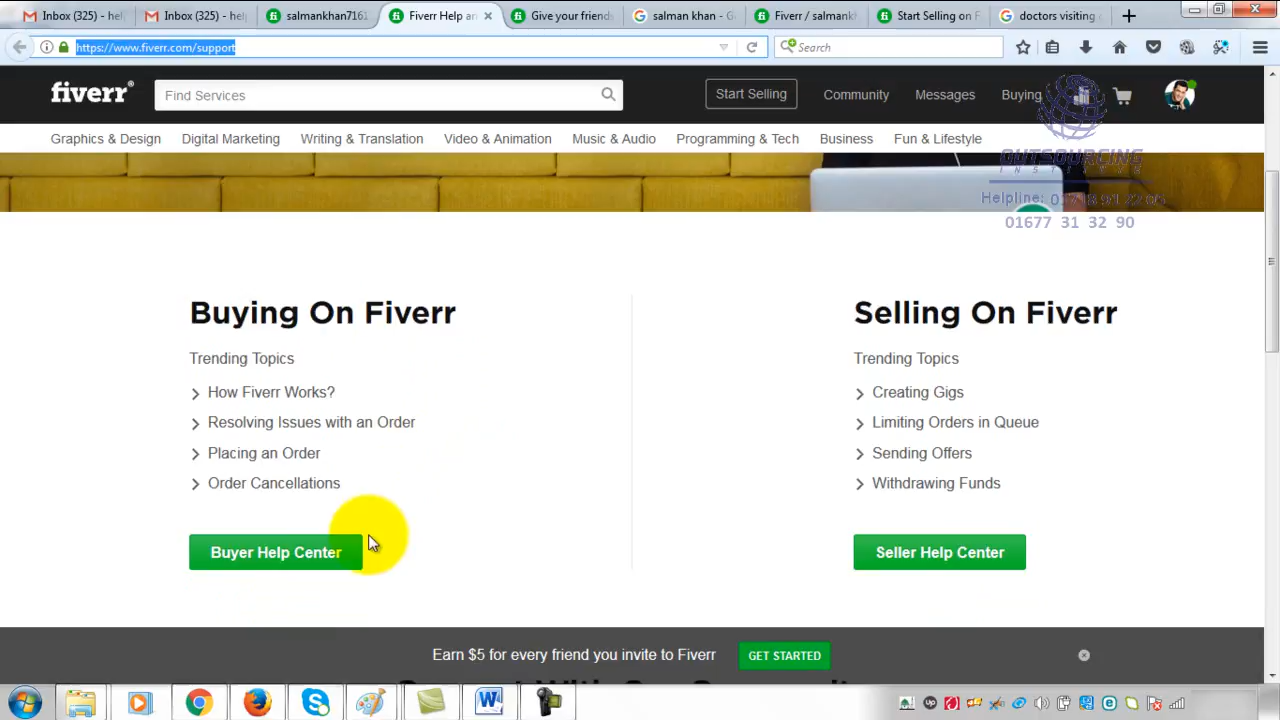 Inbox (325) - hel
Inbox (325) - hel
salmankhan7161
Fiverr Help an
Give your friends
salman khan - G
Fiverr / salmankh
Start Selling on F
doctors visiting c
https://www.fiverr.com/support
Search
fiverr®
Find Services
Start Selling
Community
Messages
Buying
Graphics & Design
Digital Marketing
Writing & Translation
Video & Animation
Music & Audio
Programming & Tech
Business
Fun & Lifestyle
OUTSOURCING
INSTITUTE
Helpline:
01677 31 32 90
Buying On Fiverr
Trending Topics
How Fiverr Works?
Resolving Issues with an Order
Placing an Order
Order Cancellations
Buyer Help Center
Selling On Fiverr
Trending Topics
Creating Gigs
Limiting Orders in Queue
Sending Offers
Withdrawing Funds
Seller Help Center
Earn $5 for every friend you invite to Fiverr
GET STARTED